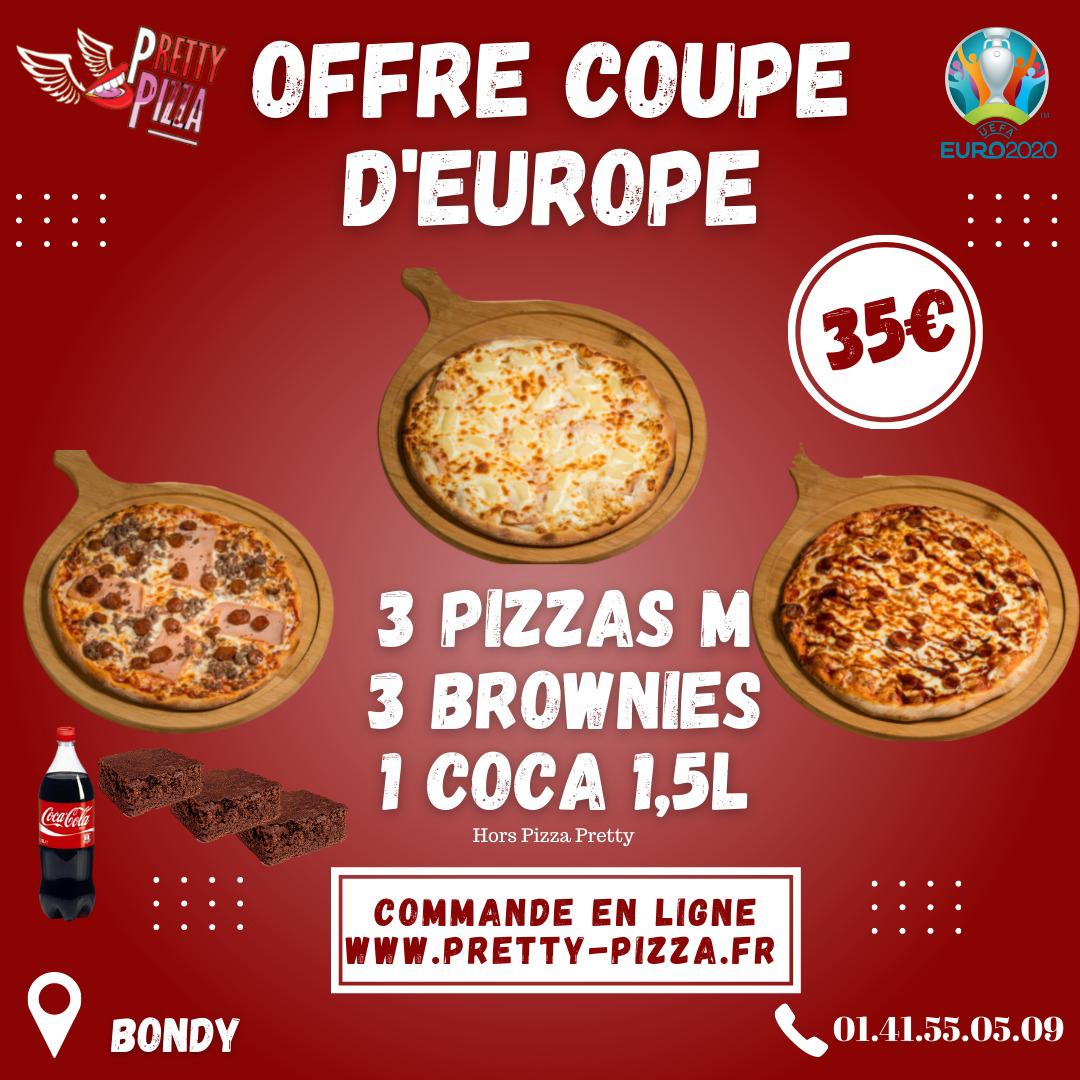 PRETTY
PIZZA
OFFRE COUPE
D'EUROPE
UEFA
EURO2020
TM
35€
3 PIZZAS M
3 BROWNIES
1 COCA 1,5L
Hors Pizza Pretty
Coca-Cola
COMMANDE EN LIGNE
WWW.PRETTY-PIZZA.FR
BONDY
01.41.55.05.09